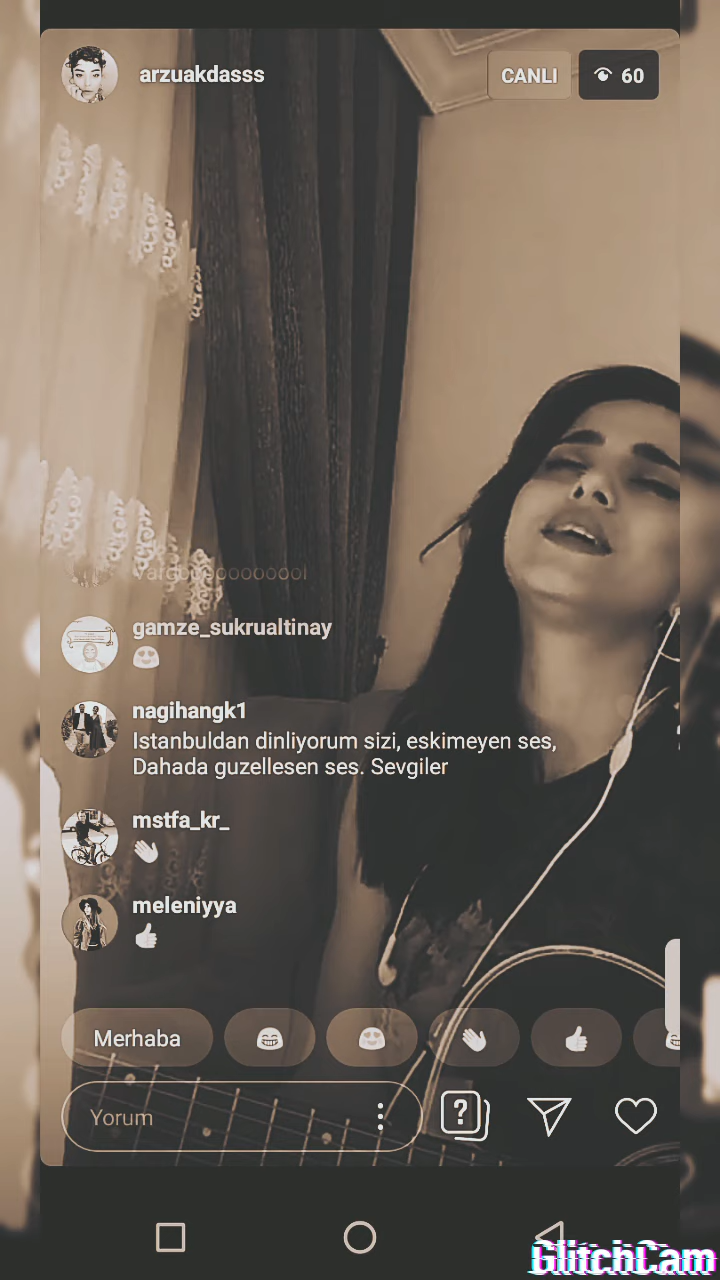 arzuakdasss
CANLI
60
gamze_sukrualtinay
nagihangk1
Istanbuldan dinliyorum sizi, eskimeyen ses,
Dahada guzellesen ses. Sevgiler
mstfa_kr_
meleniyya
Merhaba
Yorum
?
GlitchCam